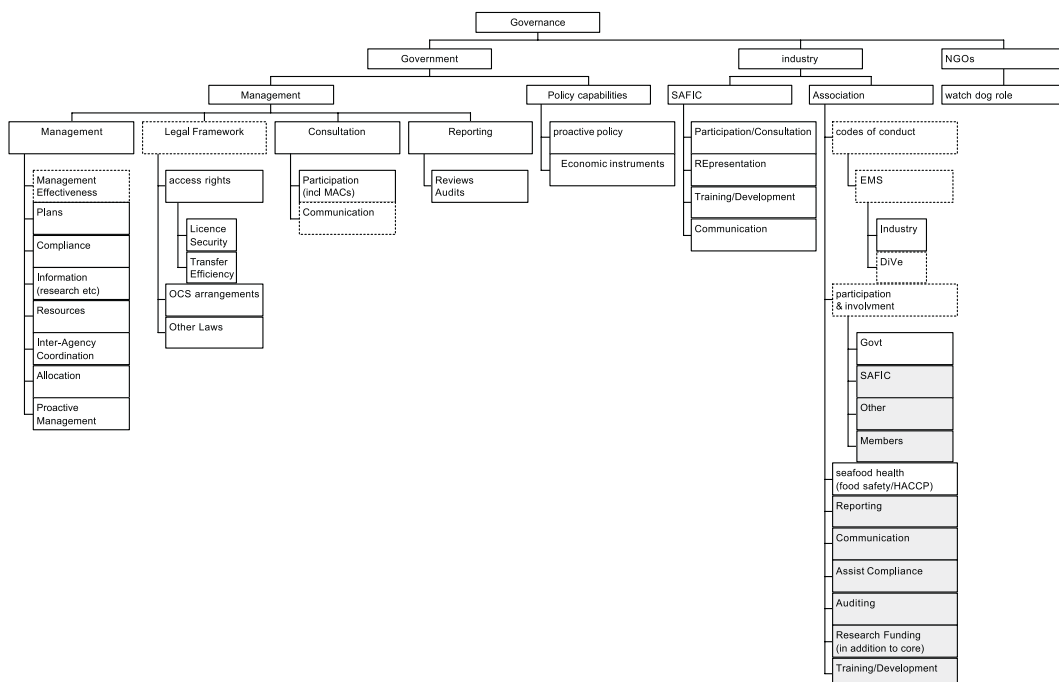 Governance
Government
industry
NGOs
Management
Policy capabilities
SAFIC
Association
watch dog role
Management
Legal Framework
Consultation
Reporting
proactive policy
Economic instruments
Participation/Consultation
REpresentation
Training/Development
Communication
codes of conduct
EMS
Industry
DiVe
participation
& involvment
Govt
SAFIC
Other
Members
seafood health
(food safety/HACCP)
Reporting
Communication
Assist Compliance
Auditing
Research Funding
(in addition to core)
Training/Development
Management
Effectiveness
Plans
Compliance
Information
(research etc)
Resources
Inter-Agency
Coordination
Allocation
Proactive
Management
access rights
Licence
Security
Transfer
Efficiency
OCS arrangements
Other Laws
Participation
(incl MACs)
Communication
Reviews
Audits